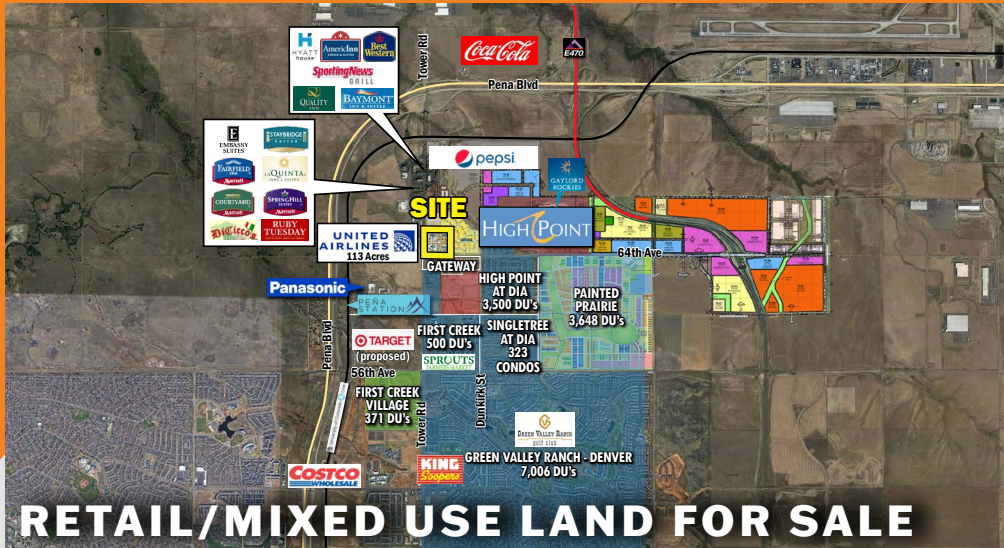 HYATT
house
AmericInn
Best
Western
SportingNews
GRILL
QUALITY
INN
BAYMONT
INN & SUITES
Tower Rd
Coca-Cola
E470
Pena Blvd
E
EMBASSY
SUITES
STAYBRIDGE
SUITES
FAIRFIELD
INN
Marriott
LAQUINTA
INNS & SUITES
COURTYARD
Marriott
SPRINGHILL
SUITES
Marriott
DiCicco's
RUBY
TUESDAY
pepsi
GAYLORD
ROCKIES
SITE
HIGH POINT
UNITED
AIRLINES
113 Acres
64th Ave
GATEWAY
Panasonic
PEÑA
STATION
HIGH POINT
AT DIA
3,500 DU's
PAINTED
PRAIRIE
3,648 DU's
Pena Blvd
TARGET
(proposed)
FIRST CREEK
500 DU's
SPROUTS
FARMERS MARKET
SINGLETREE
AT DIA
323
CONDOS
56th Ave
FIRST CREEK
VILLAGE
371 DU's
Tower Rd
Dunkirk St
GREEN VALLEY RANCH
golf club
COSTCO
WHOLESALE
KING
Soopers
GREEN VALLEY RANCH - DENVER
7,006 DU's
RETAIL/MIXED USE LAND FOR SALE